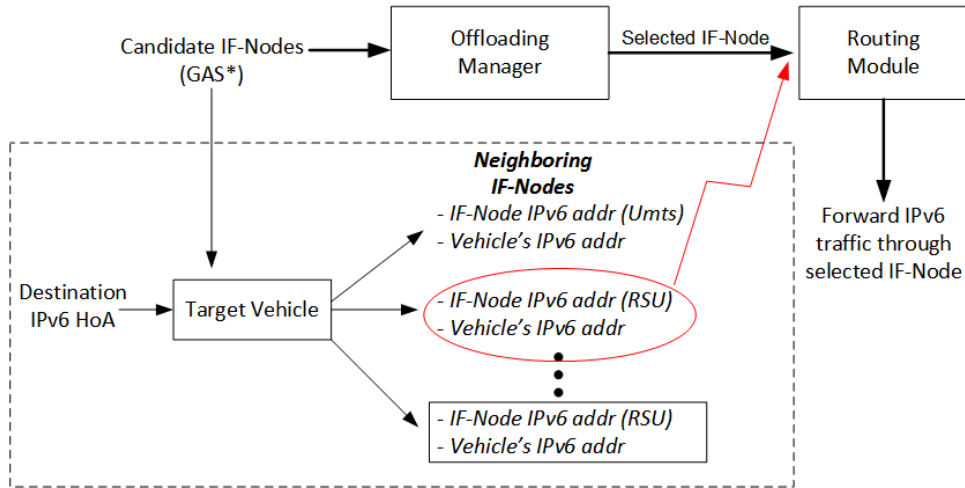 Candidate IF-Nodes
(GAS*)
Offloading
Manager
Selected IF-Node
Routing
Module
Neighboring
IF-Nodes
- IF-Node IPv6 addr (Umts)
- Vehicle's IPv6 addr
Forward IPv6
traffic through
selected IF-Node
Destination
IPv6 HoA
Target Vehicle
- IF-Node IPv6 addr (RSU)
- Vehicle's IPv6 addr
- IF-Node IPv6 addr (RSU)
- Vehicle's IPv6 addr